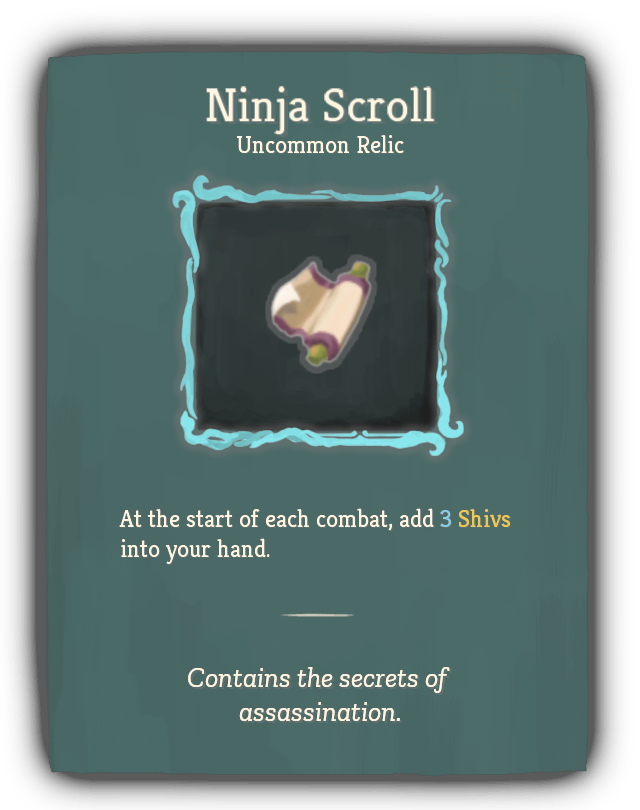 Ninja Scroll
Uncommon Relic
At the start of each combat, add 3 Shivs
into your hand.
Contains the secrets of
assassination.